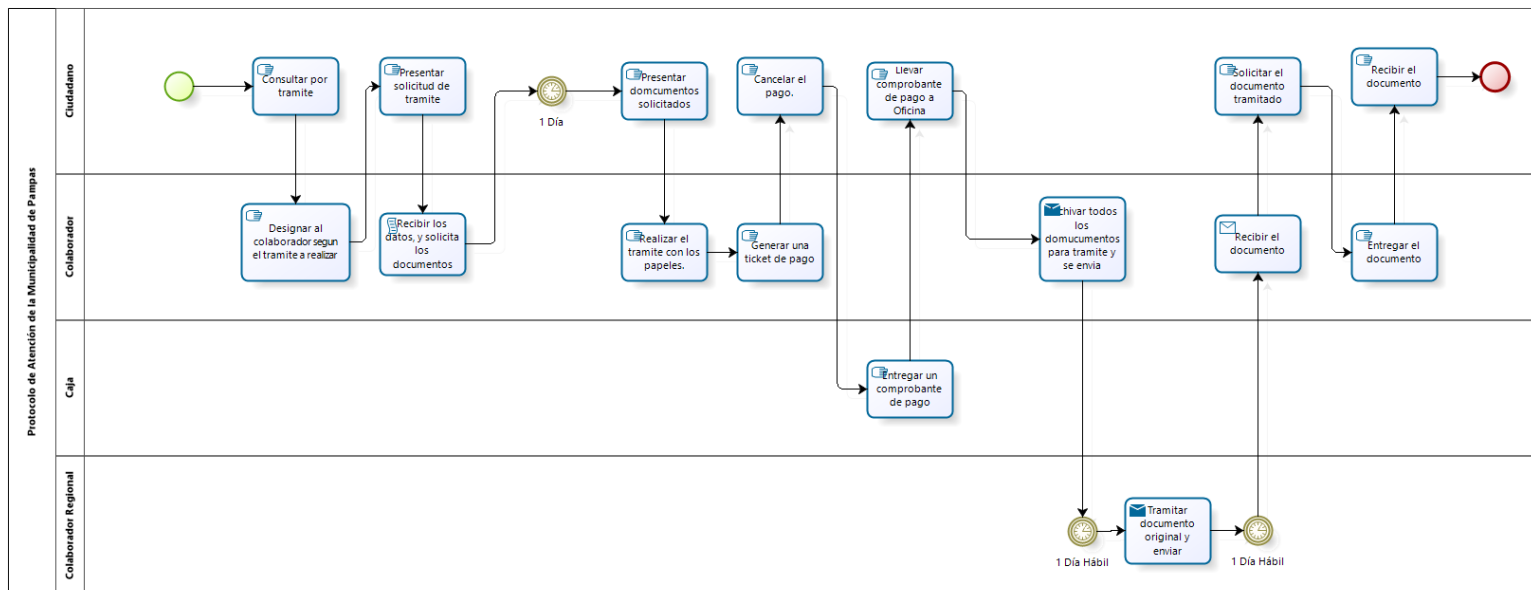 Protocolo de Atención de la Municipalidad de Pampas
Ciudadano
Consultar por
tramite
Presentar
solicitud de
tramite
1 Día
Presentar
domcumentos
solicitados
Cancelar el
pago.
Llevar
comprobante
de pago a
Oficina
Solicitar el
documento
tramitado
Recibir el
documento
Colaborador
Designar al
colaborador segun
el tramite a realizar
Recibir los
datos, y solicita
los
documentos
Realizar el
tramite con los
papeles.
Generar una
ticket de pago
chivar todos
los
domucumentos
para tramite y
se envia
Recibir el
documento
Entregar el
documento
Caja
Entregar un
comprobante
de pago
Colaborador Regional
1 Día Hábil
Tramitar
documento
original y
enviar
1 Día Hábil